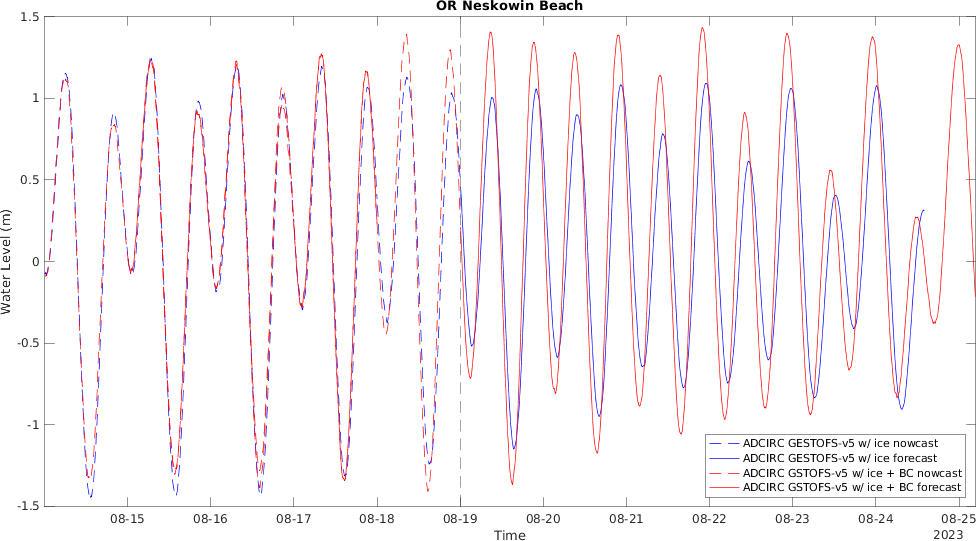 OR Neskowin Beach
1.5
1
0.5
0
-0.5
-1
-1.5
Water Level (m)
ADCIRC GESTOFS-v5 w/ ice nowcast
ADCIRC GESTOFS-v5 w/ ice forecast
ADCIRC GSTOFS-v5 w/ ice + BC nowcast
ADCIRC GSTOFS-v5 w/ ice + BC forecast
08-15 08-16 08-17 08-18 08-19 08-20 08-21 08-22 08-23 08-24 08-25
Time
2023